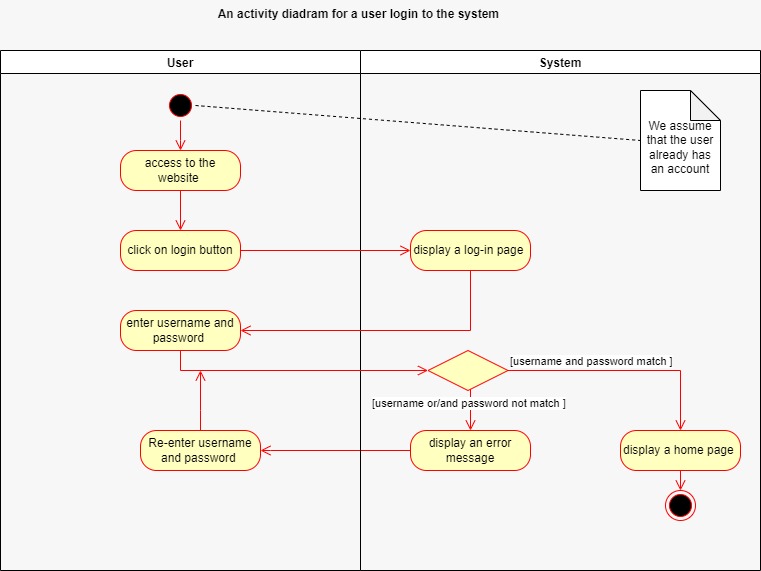 An activity diadram for a user login to the system
User
System
We assume
that the user
already has
an account
access to the
website
click on login button
display a log-in page
enter username and
password
[username and password match ]
[username or/and password not match ]
Re-enter username
and password
display an error
message
display a home page